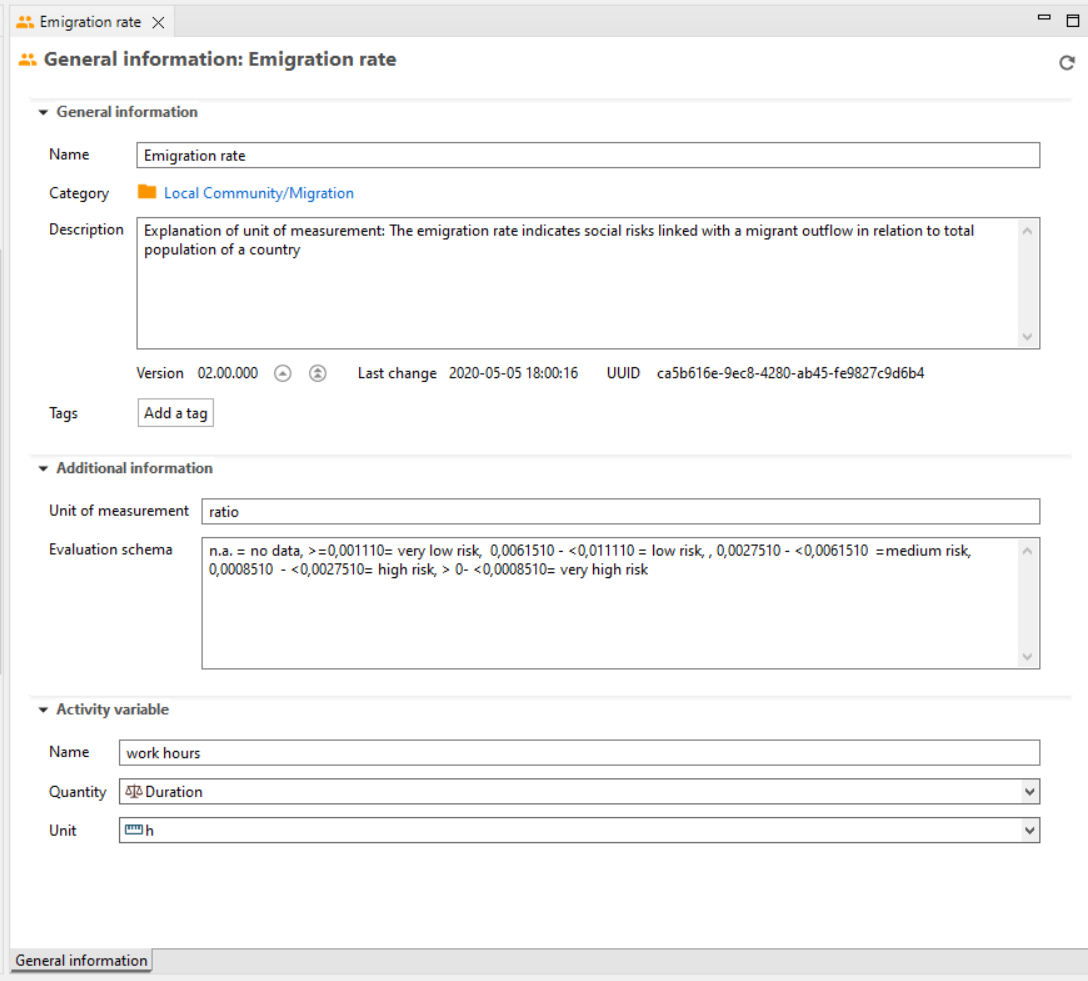 Emigration rate
General information: Emigration rate
General information
Name Emigration rate
Category Local Community/Migration
Description Explanation of unit of measurement: The emigration rate indicates social risks linked with a migrant outflow in relation to total
population of a country
Version 02.00.000 Last change 2020-05-05 18:00:16 UUID ca5b616e-9ec8-4280-ab45-fe9827c9d6b4
Tags Add a tag
Additional information
Unit of measurement ratio
Evaluation schema n.a. = no data, >=0,001110= very low risk,  0,0061510 - <0,011110 = low risk, , 0,0027510 - <0,0061510  =medium risk,
0,0008510  - <0,0027510= high risk, > 0- <0,0008510= very high risk
Activity variable
Name work hours
Quantity Duration
Unit h
General information